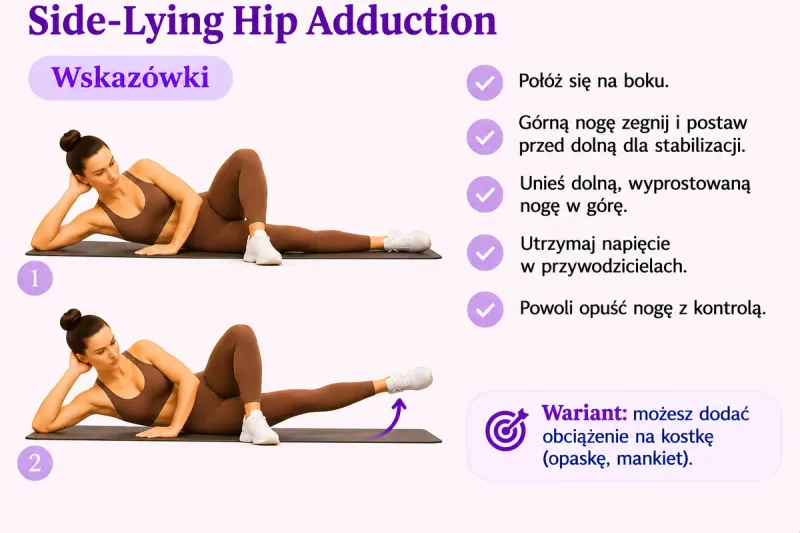 Side-Lying Hip Adduction
Wskazówki
Połóż się na boku.
Górną nogę zegnij i postaw
przed dolną dla stabilizacji.
Unieś dolną, wyprostowaną
nogę w górę.
Utrzymaj napięcie
w przywodzicielach.
Powoli opuść nogę z kontrolą.
1
2
Wariant: możesz dodać
obciążenie na kostkę
(opaskę, mankiet).